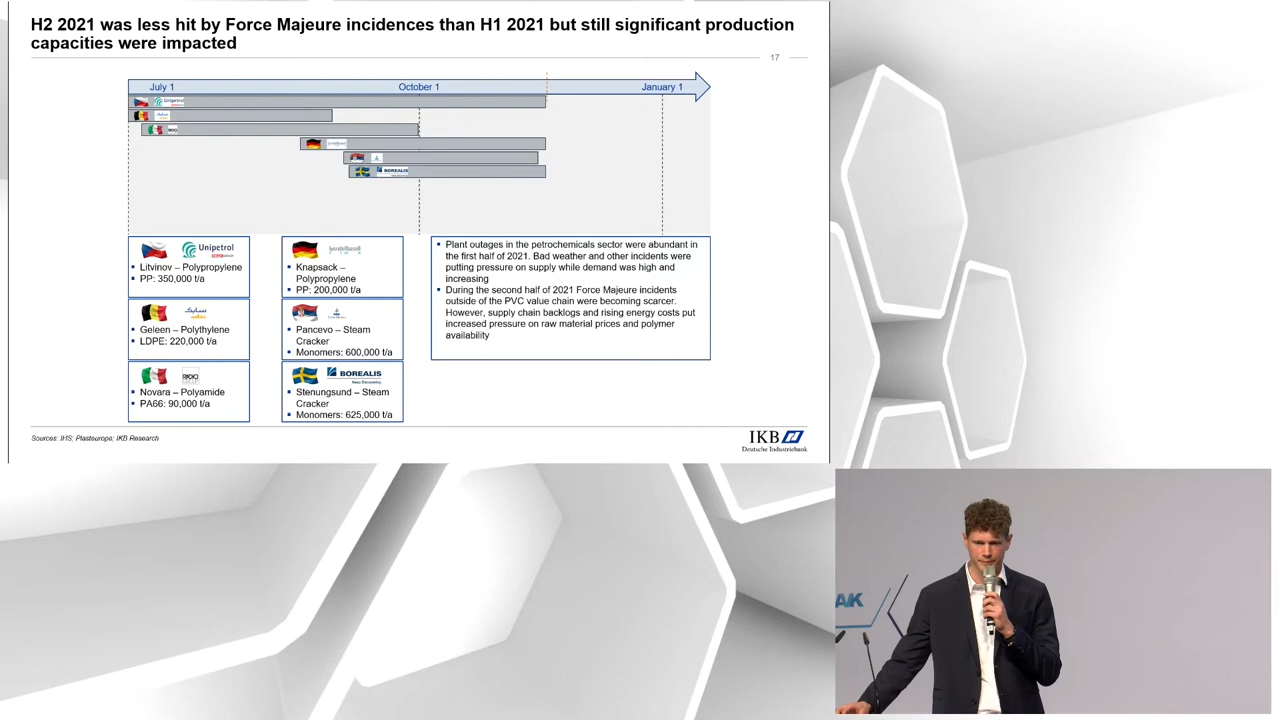 H2 2021 was less hit by Force Majeure incidences than H1 2021 but still significant production
capacities were impacted
17
July 1
October 1
January 1
Unipetrol
BOREALIS
Unipetrol
Litvinov – Polypropylene
PP: 350,000 t/a
lyondellbasell
Knapsack –
Polypropylene
PP: 200,000 t/a
Geleen – Polythylene
LDPE: 220,000 t/a
Pancevo – Steam
Cracker
Monomers: 600,000 t/a
Novara – Polyamide
PA66: 90,000 t/a
BOREALIS
Keep Discovering
Stenungsund – Steam
Cracker
Monomers: 625,000 t/a
Plant outages in the petrochemicals sector were abundant in
the first half of 2021. Bad weather and other incidents were
putting pressure on supply while demand was high and
increasing
During the second half of 2021 Force Majeure incidents
outside of the PVC value chain were becoming scarcer.
However, supply chain backlogs and rising energy costs put
increased pressure on raw material prices and polymer
availability
Sources: IHS; Plasteurope; IKB Research
IKB
Deutsche Industriebank